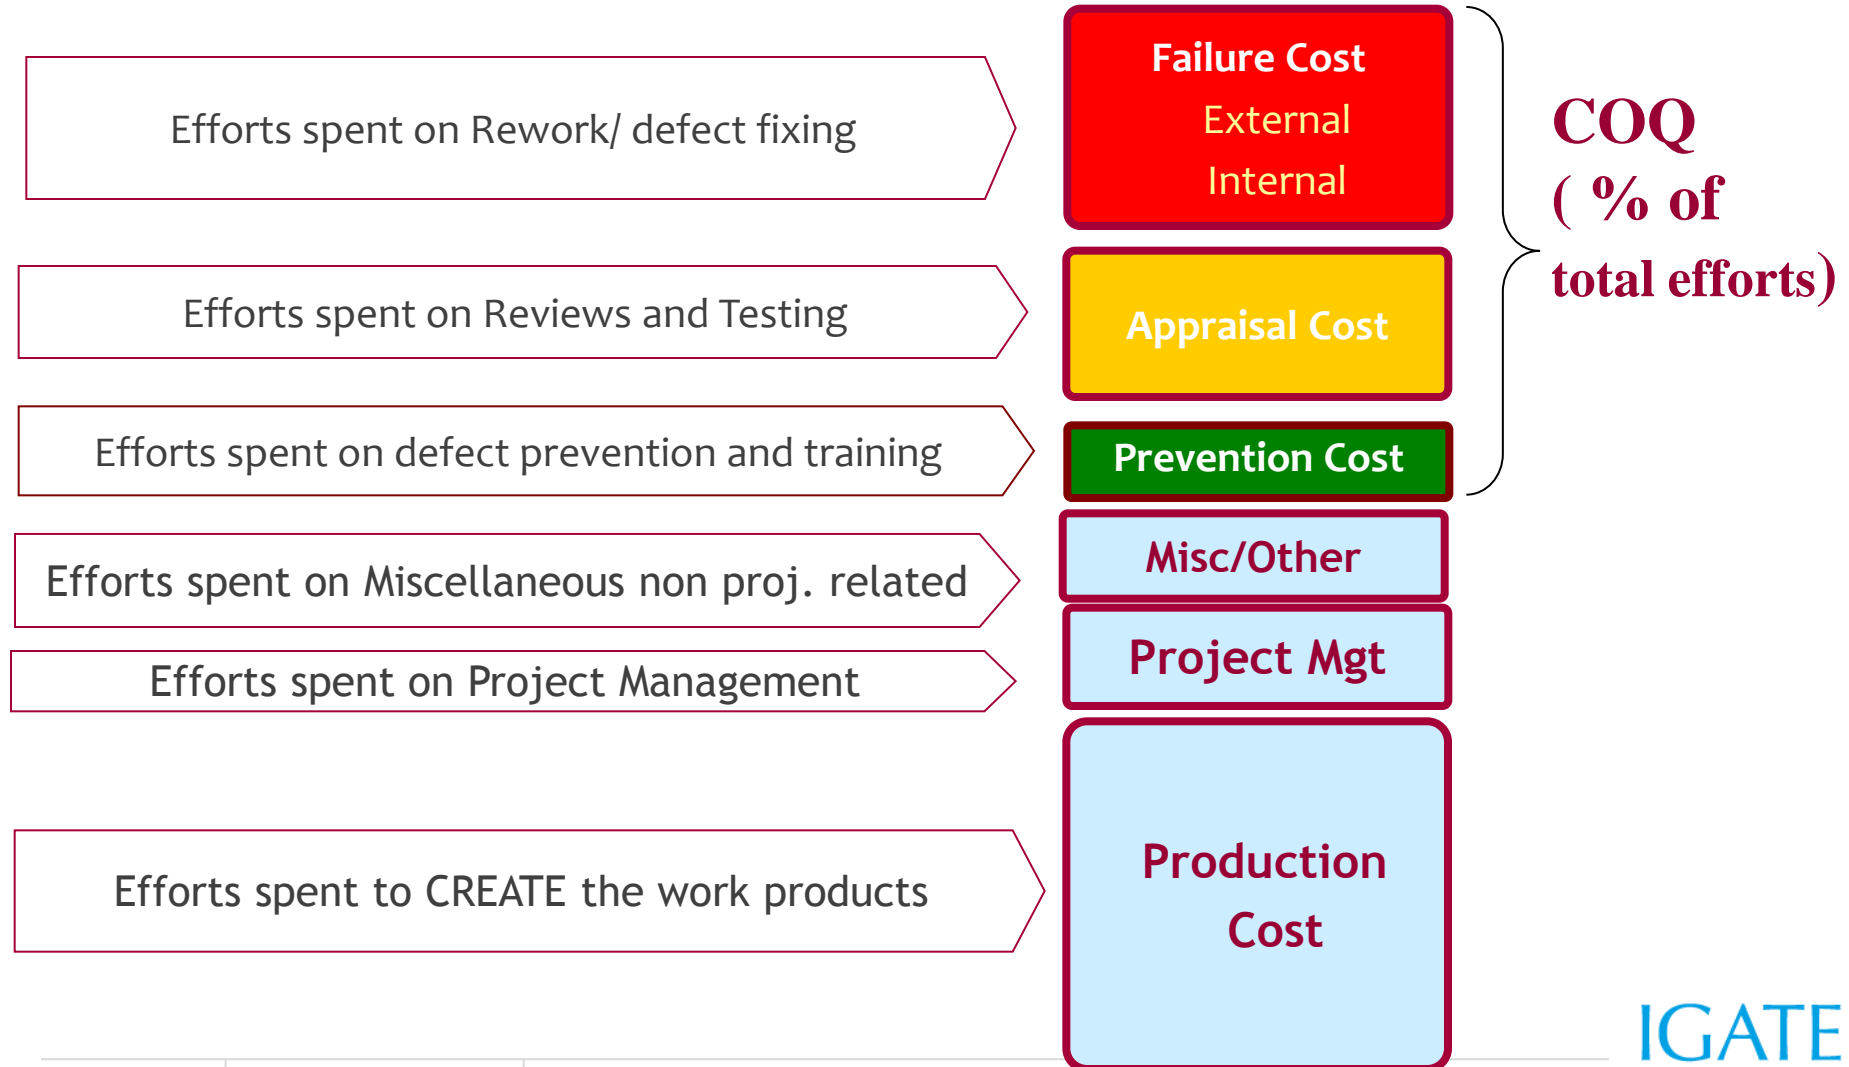 Efforts spent on Rework/ defect fixing
Failure Cost
External
Internal
COQ
( % of
total efforts)
Efforts spent on Reviews and Testing
Appraisal Cost
Efforts spent on defect prevention and training
Prevention Cost
Efforts spent on Miscellaneous non proj. related
Misc/Other
Efforts spent on Project Management
Project Mgt
Efforts spent to CREATE the work products
Production
Cost
IGATE